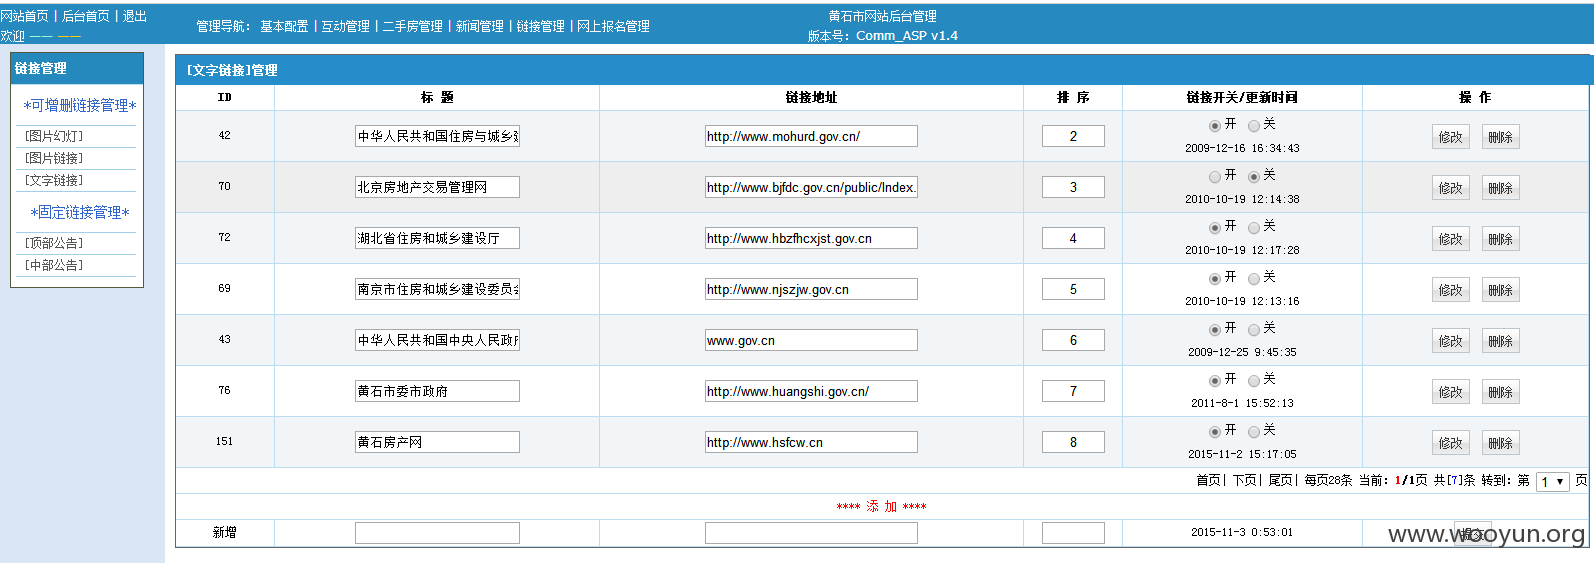 网站首页 | 后台首页 | 退出
欢迎 —— ——
管理导航： 基本配置 | 互动管理 | 二手房管理 | 新闻管理 | 链接管理 | 网上报名管理
黄石市网站后台管理
版本号：Comm_ASP v1.4
链接管理
*可增删链接管理*
[图片幻灯]
[图片链接]
[文字链接]
*固定链接管理*
[顶部公告]
[中部公告]
[文字链接]管理
ID 标 题 链接地址 排 序 链接开关/更新时间 操 作
42 中华人民共和国住房与城乡 http://www.mohurd.gov.cn/ 2 开 关 2009-12-16 16:34:43 修改 删除
70 北京房地产交易管理网 http://www.bjfdc.gov.cn/public/Index. 3 开 关 2010-10-19 12:14:38 修改 删除
72 湖北省住房和城乡建设厅 http://www.hbzfhcxjst.gov.cn 4 开 关 2010-10-19 12:17:28 修改 删除
69 南京市住房和城乡建设委员会 http://www.njszjw.gov.cn 5 开 关 2010-10-19 12:13:16 修改 删除
43 中华人民共和国中央人民政府 www.gov.cn 6 开 关 2009-12-25 9:45:35 修改 删除
76 黄石市委市政府 http://www.huangshi.gov.cn/ 7 开 关 2011-8-1 15:52:13 修改 删除
151 黄石房产网 http://www.hsfcw.cn 8 开 关 2015-11-2 15:17:05 修改 删除
首页| 下页| 尾页| 每页28条 当前：1/1页 共[7]条 转到：第 1 页
**** 添 加 ****
新增 2015-11-3 0:53:01 提交
www.wooyun.org